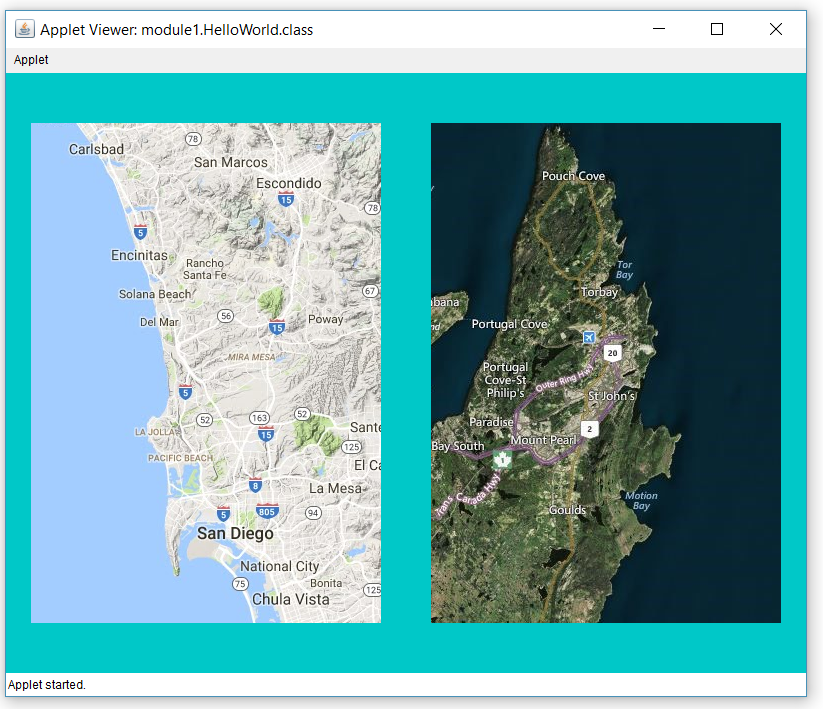 Applet Viewer: module1.HelloWorld.class
Applet
Carlsbad
78
San Marcos
Escondido
15
78
5
Encinitas
Rancho
Santa Fe
Solana Beach
67
Del Mar
56
15
Poway
MIRA MESA
5
52
163
52
15
LA JOLLA
Sante
125
PACIFIC BEACH
El Ca
8
La Mesa
5
805
94
San Diego
National City
75
Bonita
125
Chula Vista
Pouch Cove
Tor
Bay
Torbay
bana
nd
Portugal Cove
20
Portugal
Cove-St
Philip's
Outer Ring Hwy
St John's
Paradise
2
Bay South
Mount Pearl
1
Trans Canada Hwy
Motion
Bay
Goulds
Applet started.